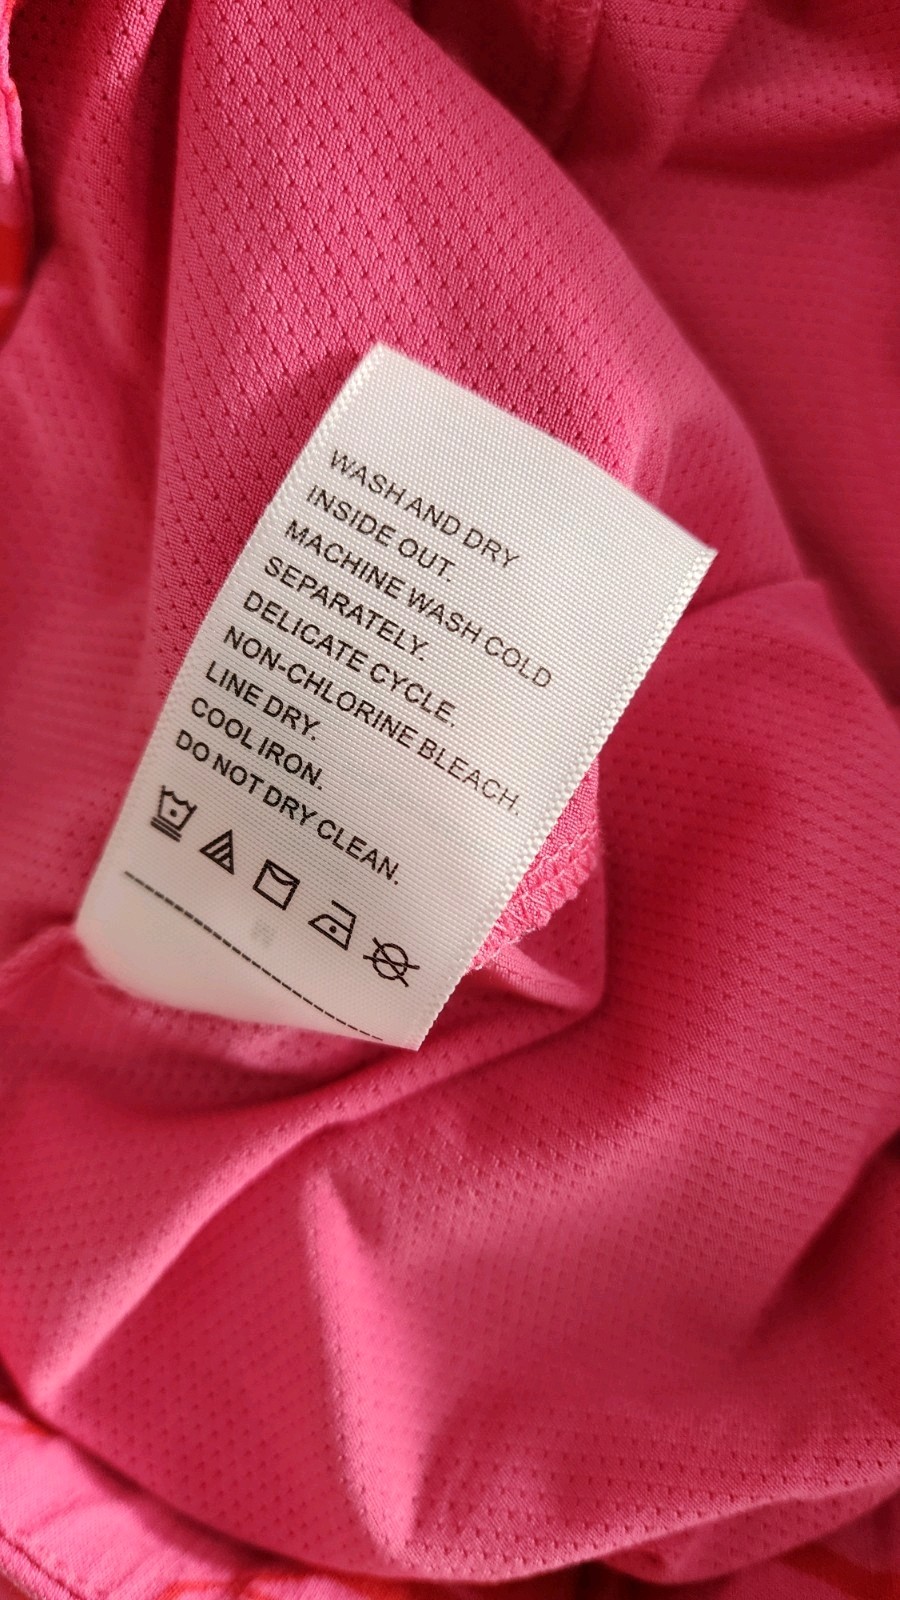 WASH AND DRY
INSIDE OUT.
MACHINE WASH COLD
SEPARATELY.
DELICATE CYCLE.
NON-CHLORINE BLEACH.
LINE DRY.
COOL IRON.
DO NOT DRY CLEAN.